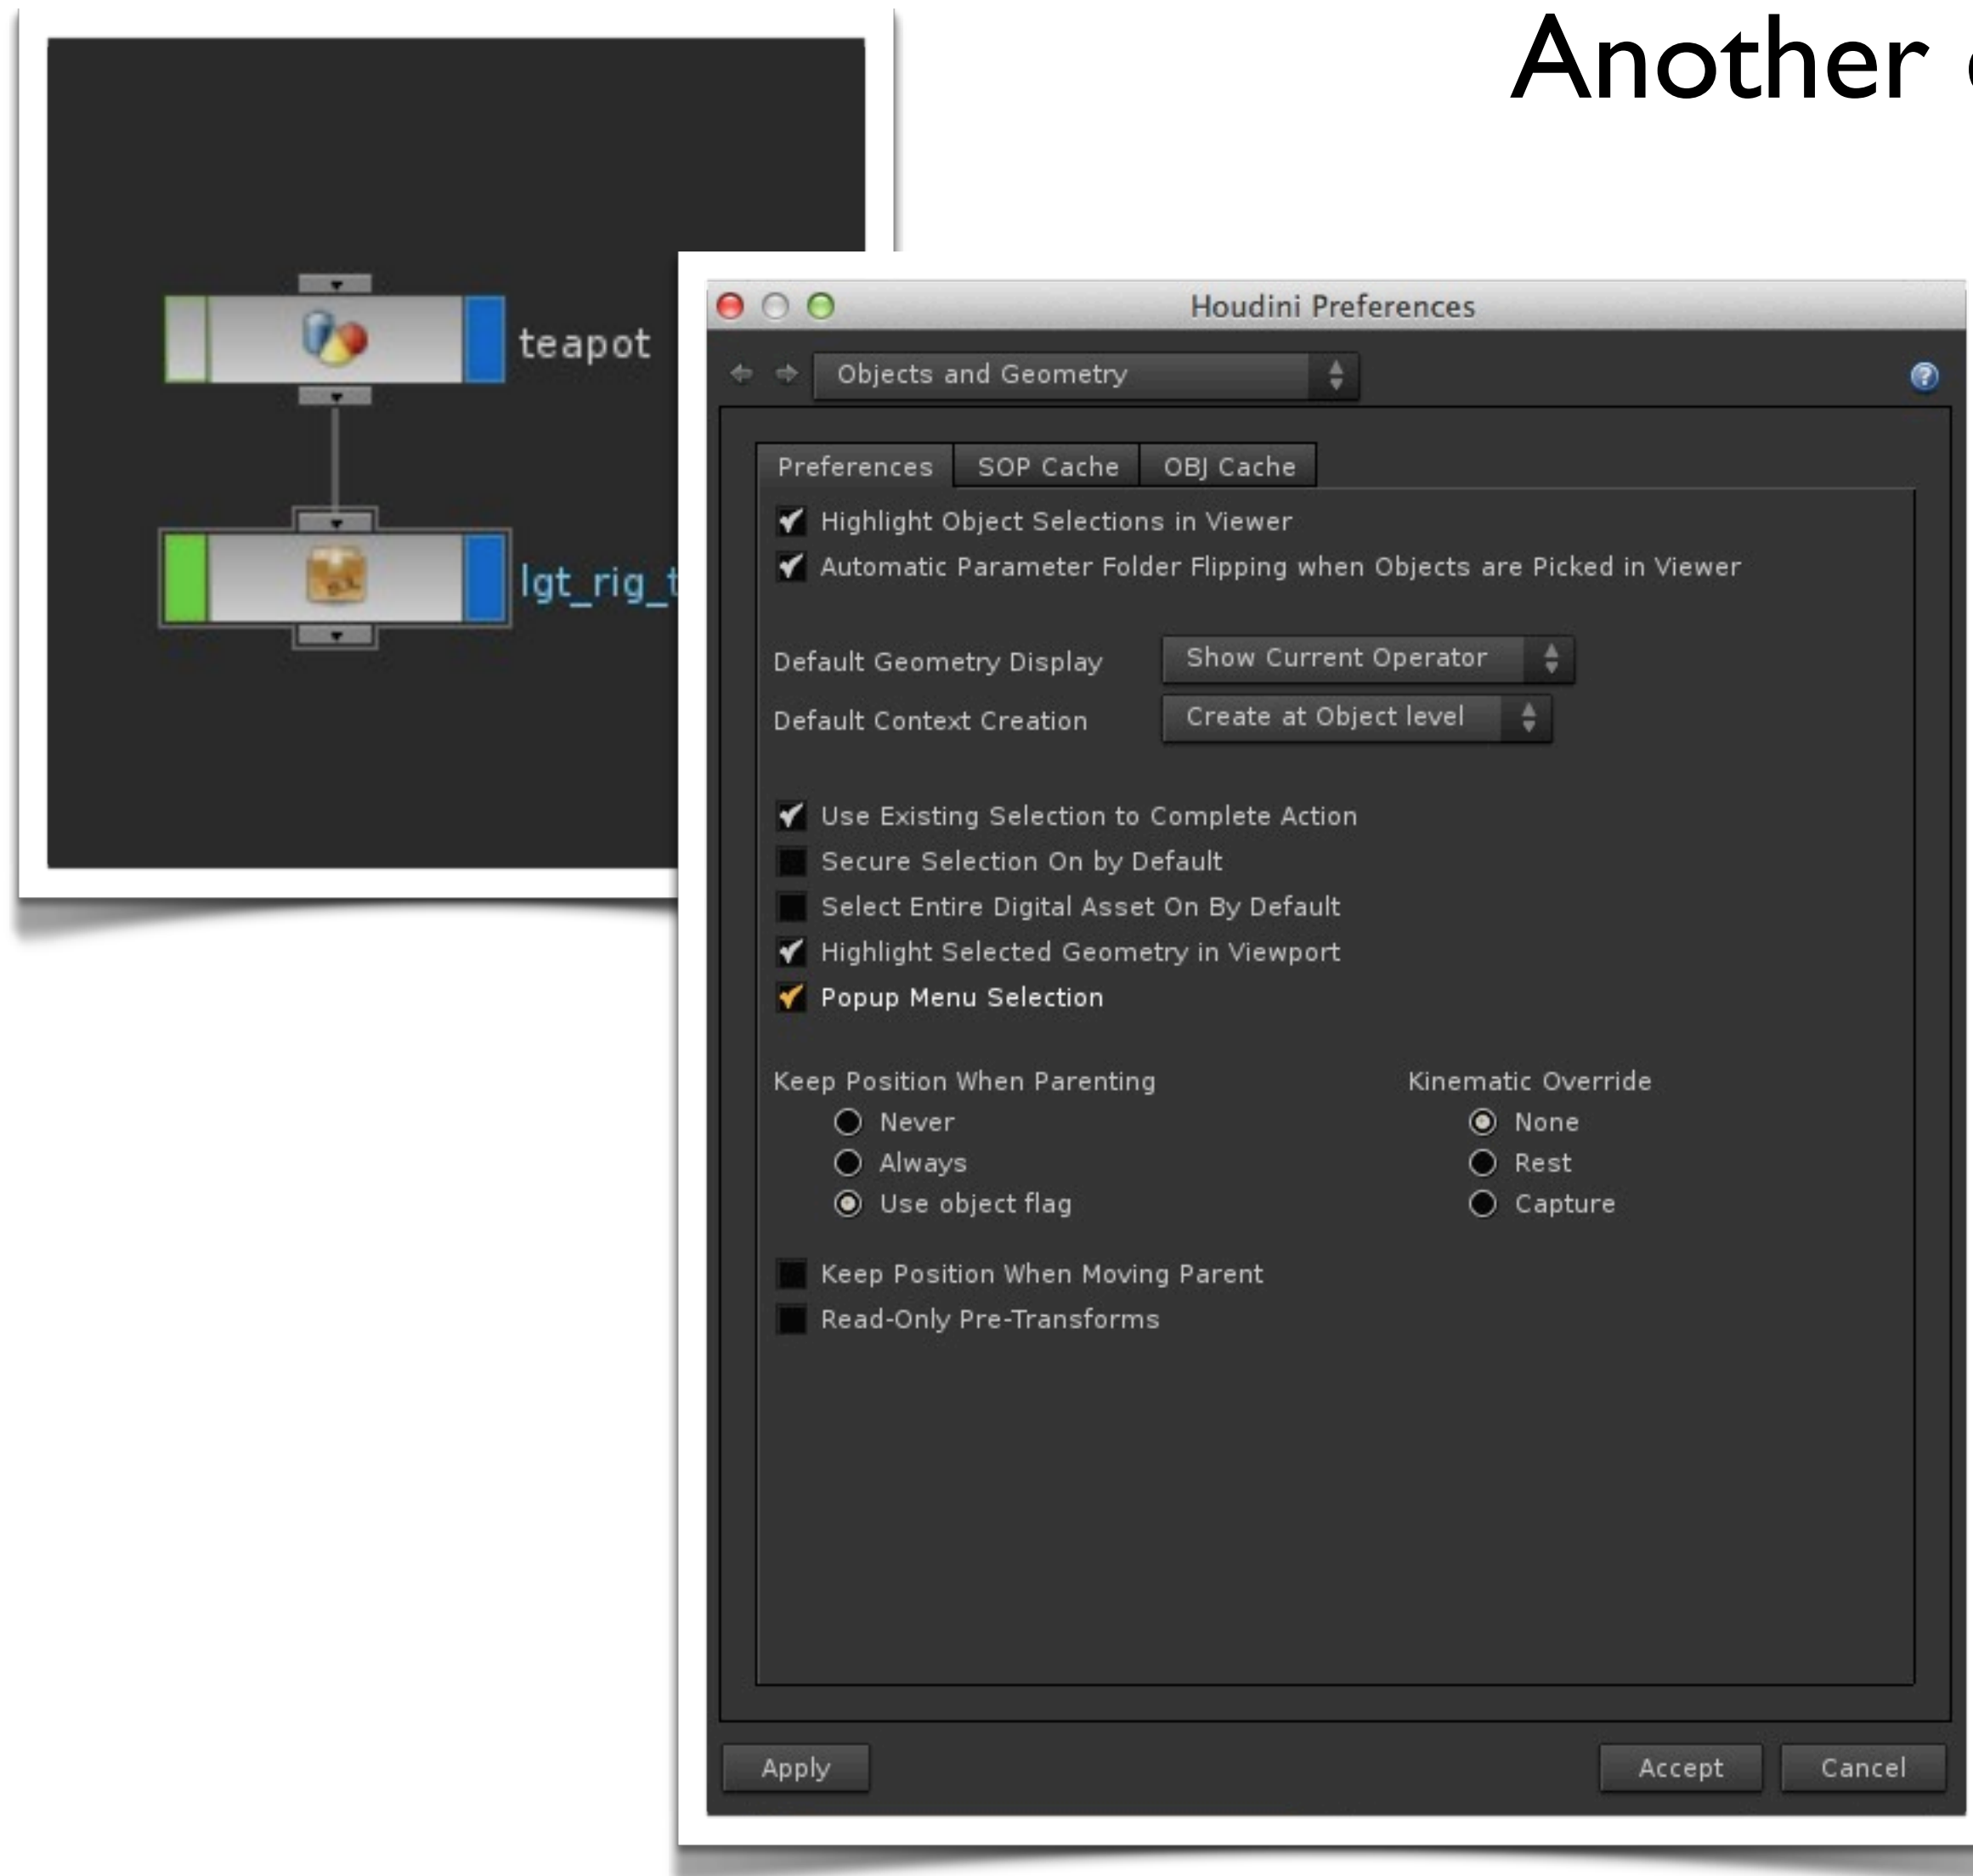 Another
teapot
lgt_rig_t
Houdini Preferences
Objects and Geometry
Preferences SOP Cache OBJ Cache
Highlight Object Selections in Viewer
Automatic Parameter Folder Flipping when Objects are Picked in Viewer
Default Geometry Display Show Current Operator
Default Context Creation Create at Object level
Use Existing Selection to Complete Action
Secure Selection On by Default
Select Entire Digital Asset On By Default
Highlight Selected Geometry in Viewport
Popup Menu Selection
Keep Position When Parenting Kinematic Override
Never None
Always Rest
Use object flag Capture
Keep Position When Moving Parent
Read-Only Pre-Transforms
Apply Accept Cancel